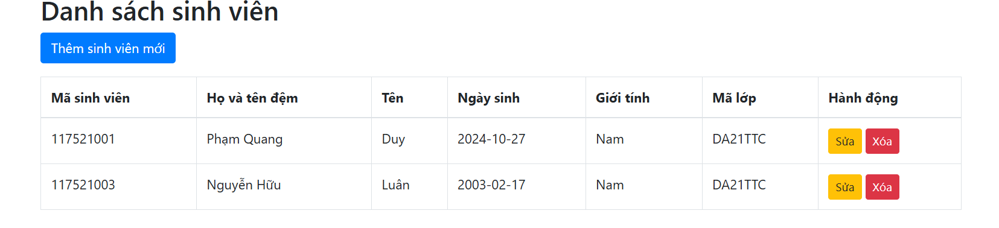 Danh sách sinh viên
Thêm sinh viên mới
Mã sinh viên Họ và tên đệm Tên Ngày sinh Giới tính Mã lớp Hành động
117521001 Phạm Quang Duy 2024-10-27 Nam DA21TTC Sửa Xóa
117521003 Nguyễn Hữu Luân 2003-02-17 Nam DA21TTC Sửa Xóa